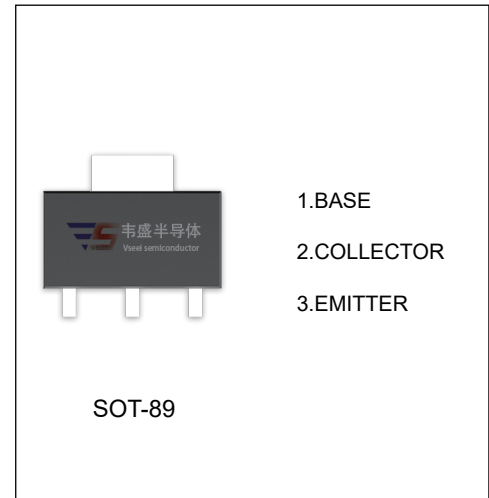 韦盛半导体
Vseel semiconductor
1.BASE
2.COLLECTOR
3.EMITTER
SOT-89